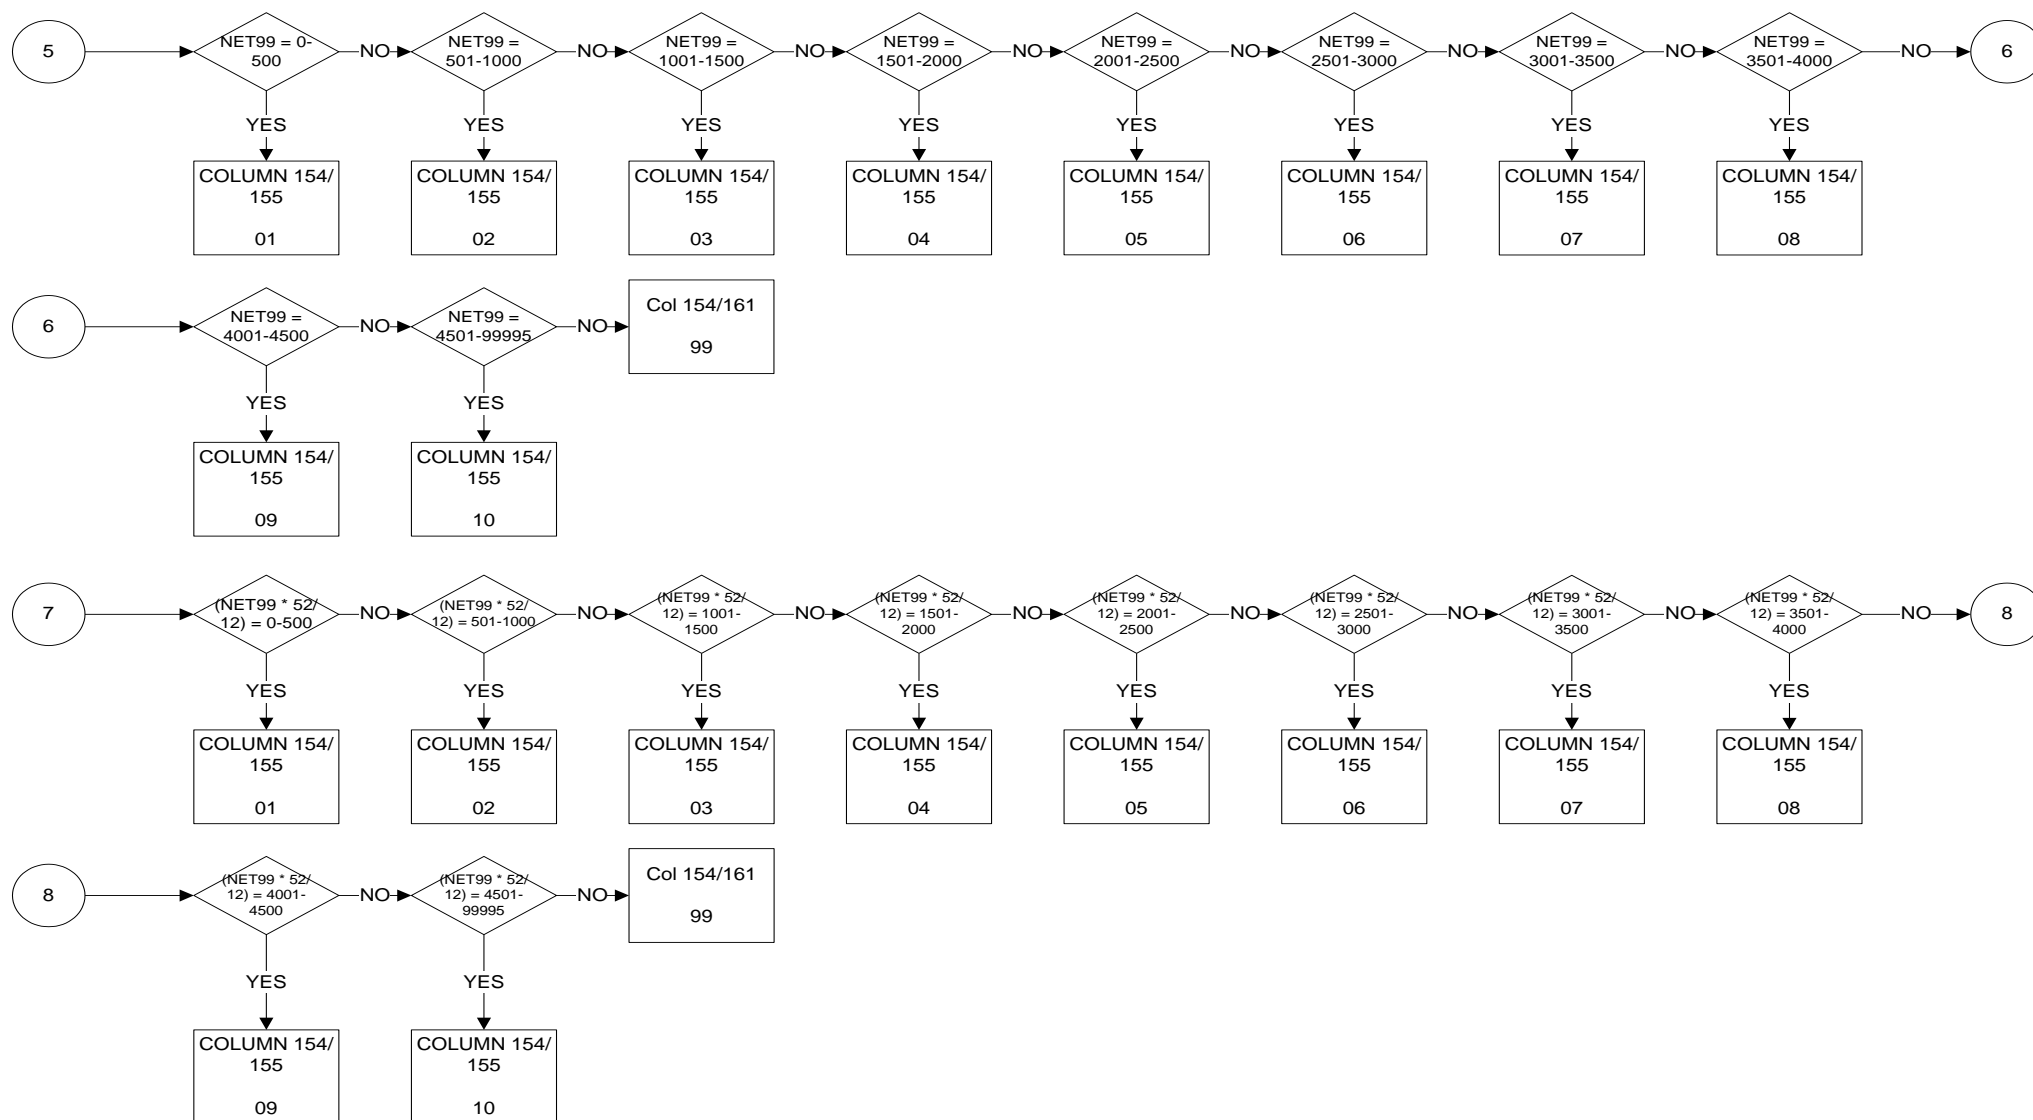 5
NET99 = 0-
500
NO
NET99 =
501-1000
NO
NET99 =
1001-1500
NO
NET99 =
1501-2000
NO
NET99 =
2001-2500
NO
NET99 =
2501-3000
NO
NET99 =
3001-3500
NO
NET99 =
3501-4000
NO
6
YES
YES
YES
YES
YES
YES
YES
YES
COLUMN 154/
155
01
COLUMN 154/
155
02
COLUMN 154/
155
03
COLUMN 154/
155
04
COLUMN 154/
155
05
COLUMN 154/
155
06
COLUMN 154/
155
07
COLUMN 154/
155
08
6
NET99 =
4001-4500
NO
NET99 =
4501-99995
NO
Col 154/161
99
YES
YES
COLUMN 154/
155
09
COLUMN 154/
155
10
7
(NET99 * 52/
12) = 0-500
NO
(NET99 * 52/
12) = 501-1000
NO
(NET99 * 52/
12) = 1001-
1500
NO
(NET99 * 52/
12) = 1501-
2000
NO
(NET99 * 52/
12) = 2001-
2500
NO
(NET99 * 52/
12) = 2501-
3000
NO
(NET99 * 52/
12) = 3001-
3500
NO
(NET99 * 52/
12) = 3501-
4000
NO
8
YES
YES
YES
YES
YES
YES
YES
YES
COLUMN 154/
155
01
COLUMN 154/
155
02
COLUMN 154/
155
03
COLUMN 154/
155
04
COLUMN 154/
155
05
COLUMN 154/
155
06
COLUMN 154/
155
07
COLUMN 154/
155
08
8
(NET99 * 52/
12) = 4001-
4500
NO
(NET99 * 52/
12) = 4501-
99995
NO
Col 154/161
99
YES
YES
COLUMN 154/
155
09
COLUMN 154/
155
10